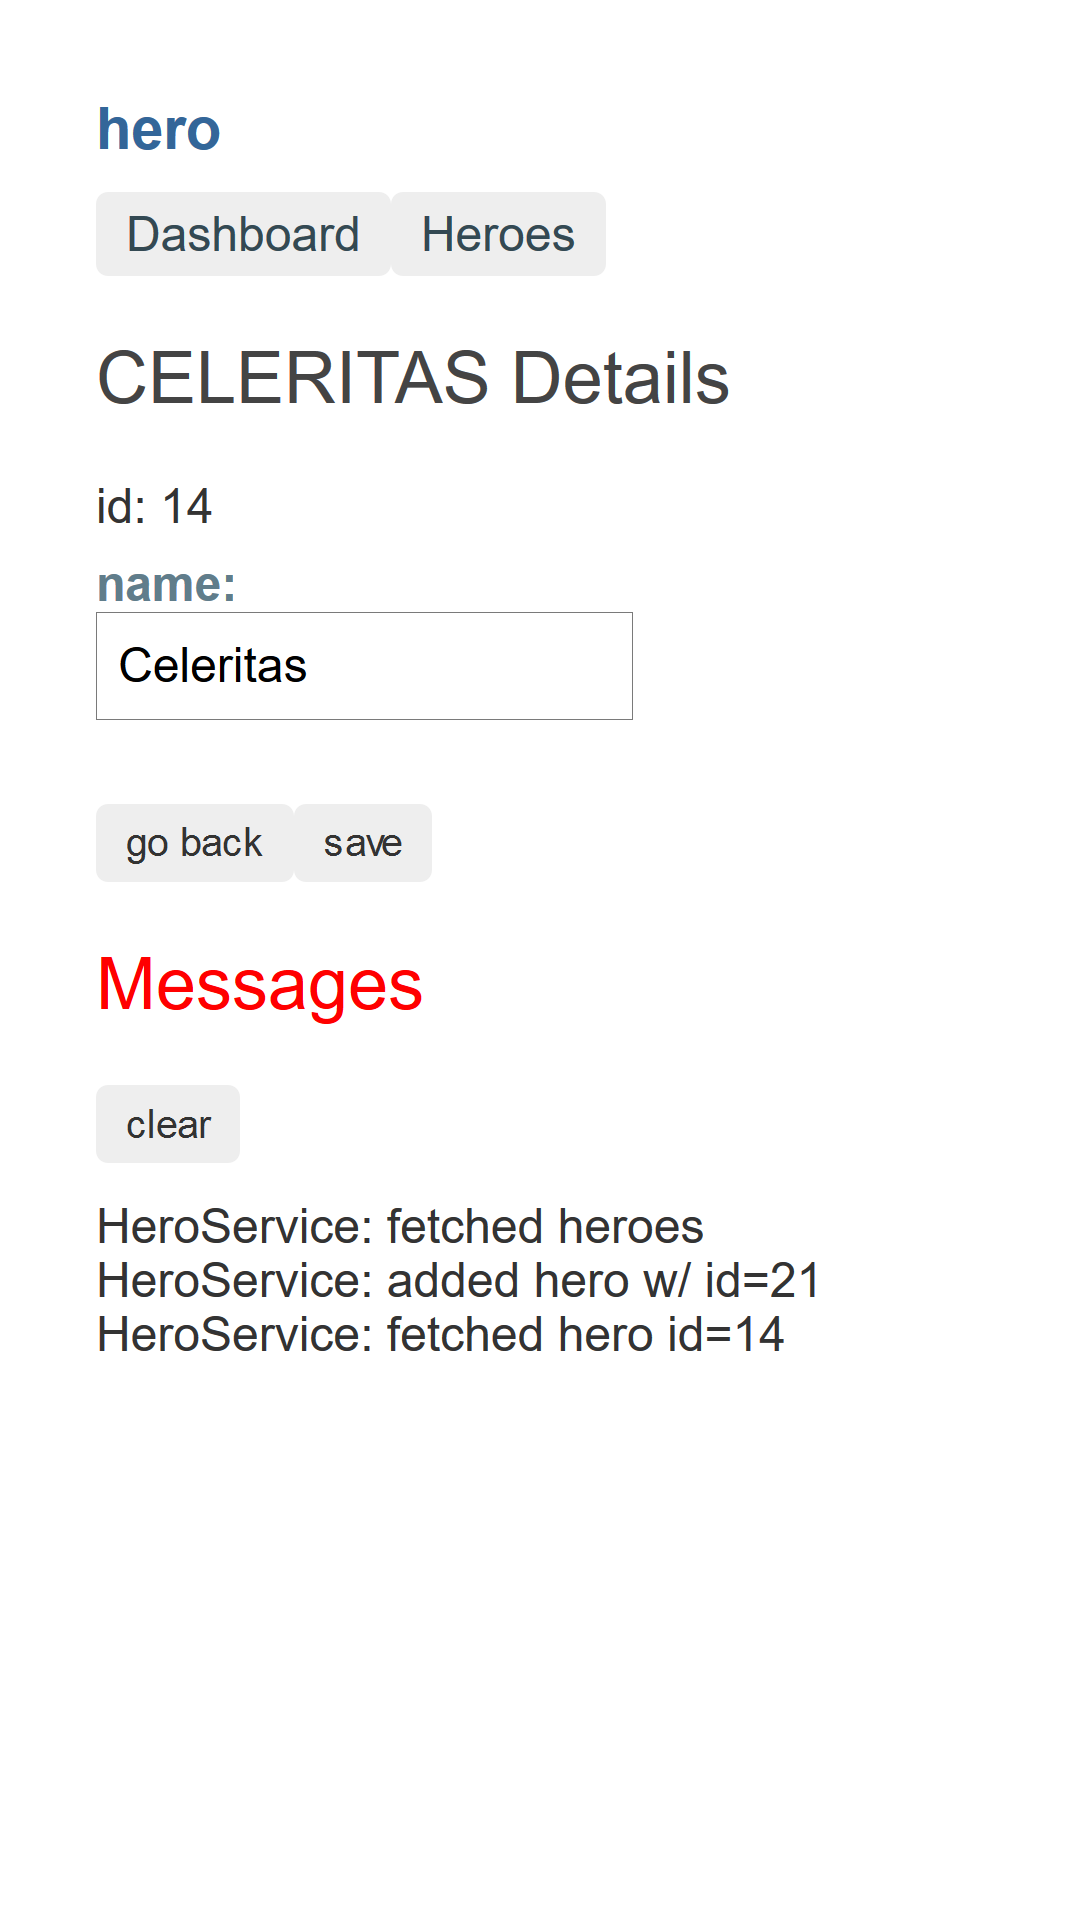 hero
Dashboard Heroes
CELERITAS Details
id: 14
name:
Celeritas
go back save
Messages
clear
HeroService: fetched heroes
HeroService: added hero w/ id=21
HeroService: fetched hero id=14